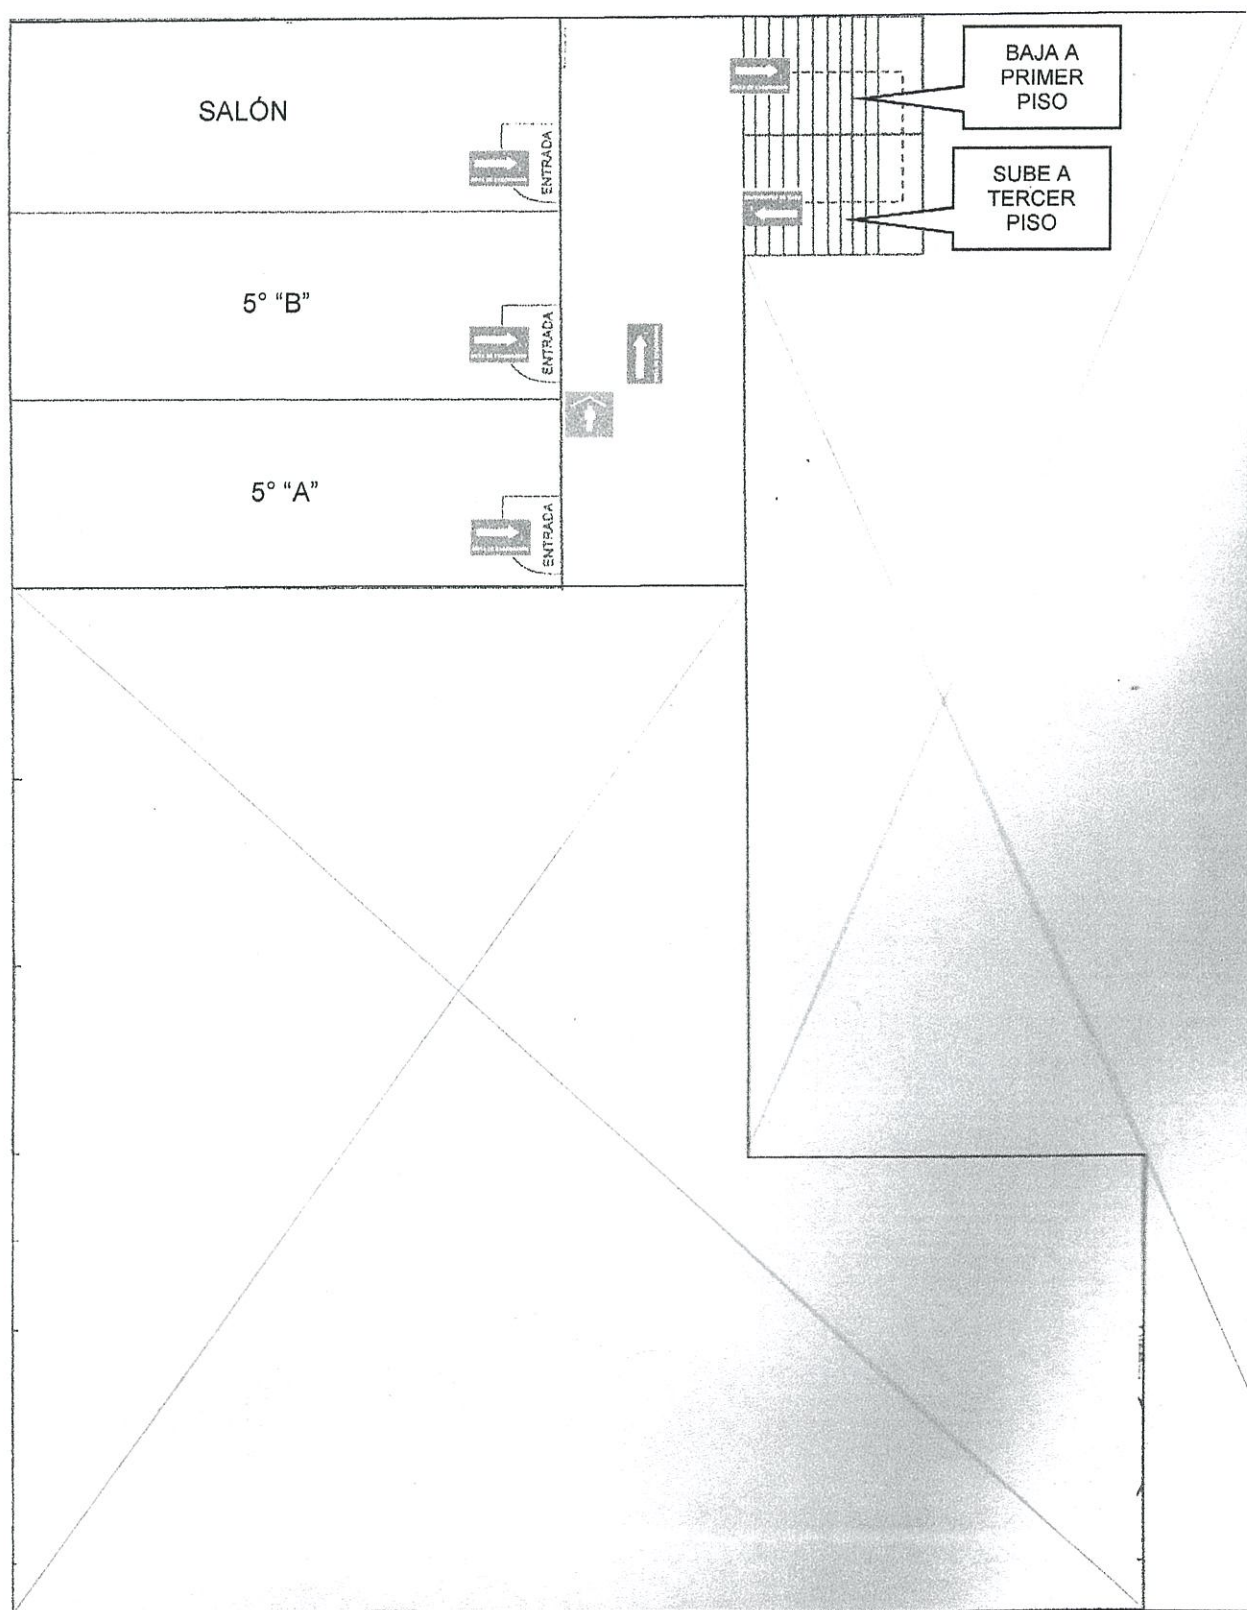 SALÓN
ENTRADA
5° “B”
ENTRADA
5° “A”
ENTRADA
BAJA A
PRIMER
PISO
SUBE A
TERCER
PISO